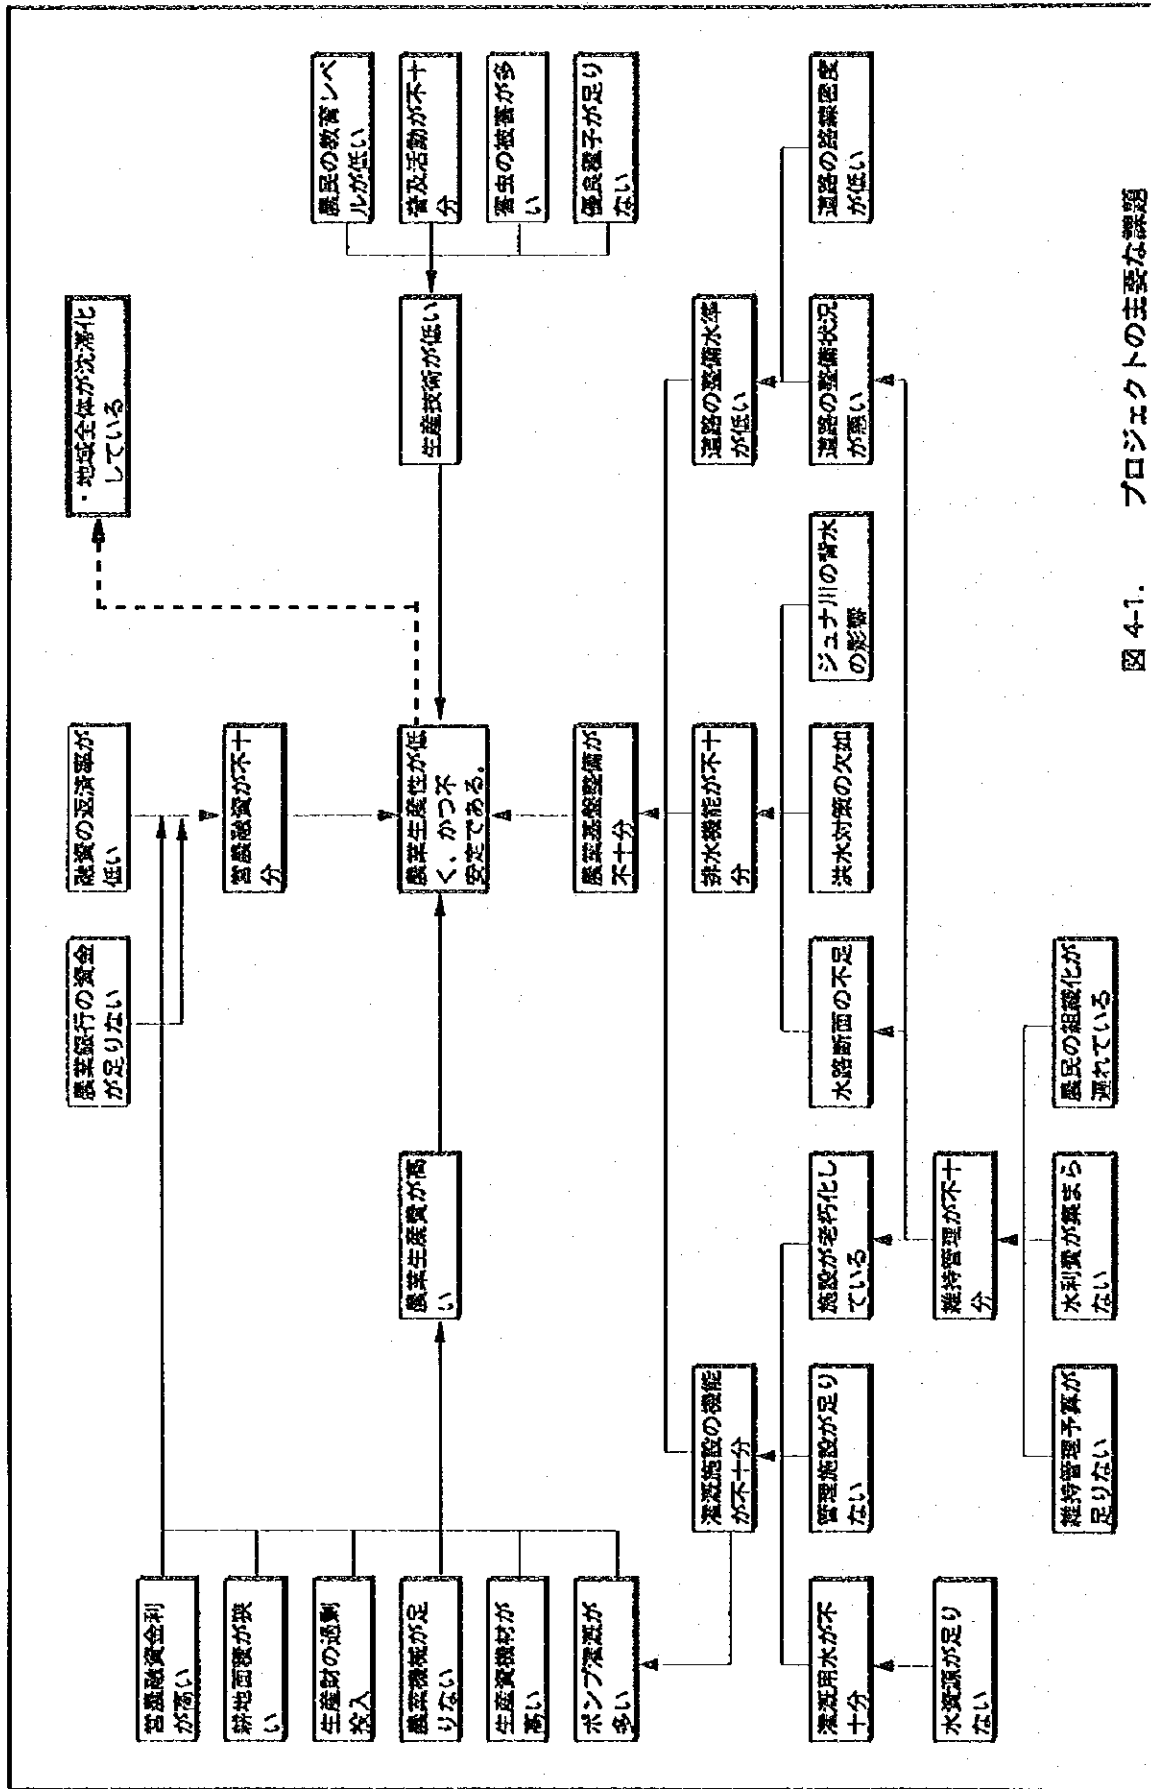 ・地域全体が沈滞化
している
農業銀行の資金
が足りない
融資の返済率が
低い
営農融資金利
が高い
営農融資が不十
分
耕地面積が狭
い
生産財の過剰
投入
農民の教育レベ
ルが低い
農業機械が足
りない
農業生産費が高
い
農業生産性が低
く、かつ不
安定である。
生産技術が低い
普及活動が不十
分
生産資機材が
高い
害虫の被害が多
い
ポンプ灌漑が
多い
農業基盤整備が
不十分
優良種子が足り
ない
灌漑施設の機能
が不十分
排水機能が不十
分
道路の整備水準
が低い
灌漑用水が不
十分
管理施設が足り
ない
施設が老朽化し
ている
水路断面の不足
洪水対策の欠如
ジュナ川の背水
の影響
道路の整備状況
が悪い
道路の路線密度
が低い
水資源が足り
ない
維持管理が不十
分
維持管理予算が
足りない
水利費が集まら
ない
農民の組織化が
遅れている
図 4-1. プロジェクトの主要な課題